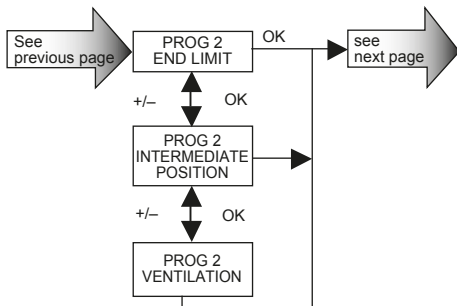 See
previous page
PROG 2
END LIMIT
OK
see
next page
+/–
OK
PROG 2
INTERMEDIATE
POSITION
+/–
OK
PROG 2
VENTILATION